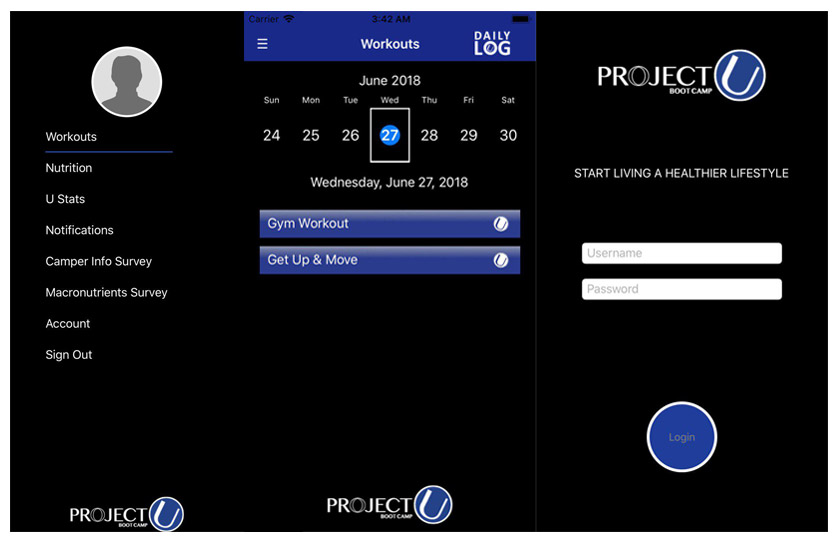 Workouts
Nutrition
U Stats
Notifications
Camper Info Survey
Macronutrients Survey
Account
Sign Out
PROJECT U
BOOT CAMP
Carrier 3:42 AM
☰ Workouts DAILY LOG
June 2018
Sun Mon Tue Wed Thu Fri Sat
24 25 26 27 28 29 30
Wednesday, June 27, 2018
Gym Workout U
Get Up & Move U
PROJECT U
BOOT CAMP
PROJECT U
BOOT CAMP
START LIVING A HEALTHIER LIFESTYLE
Username
Password
Login